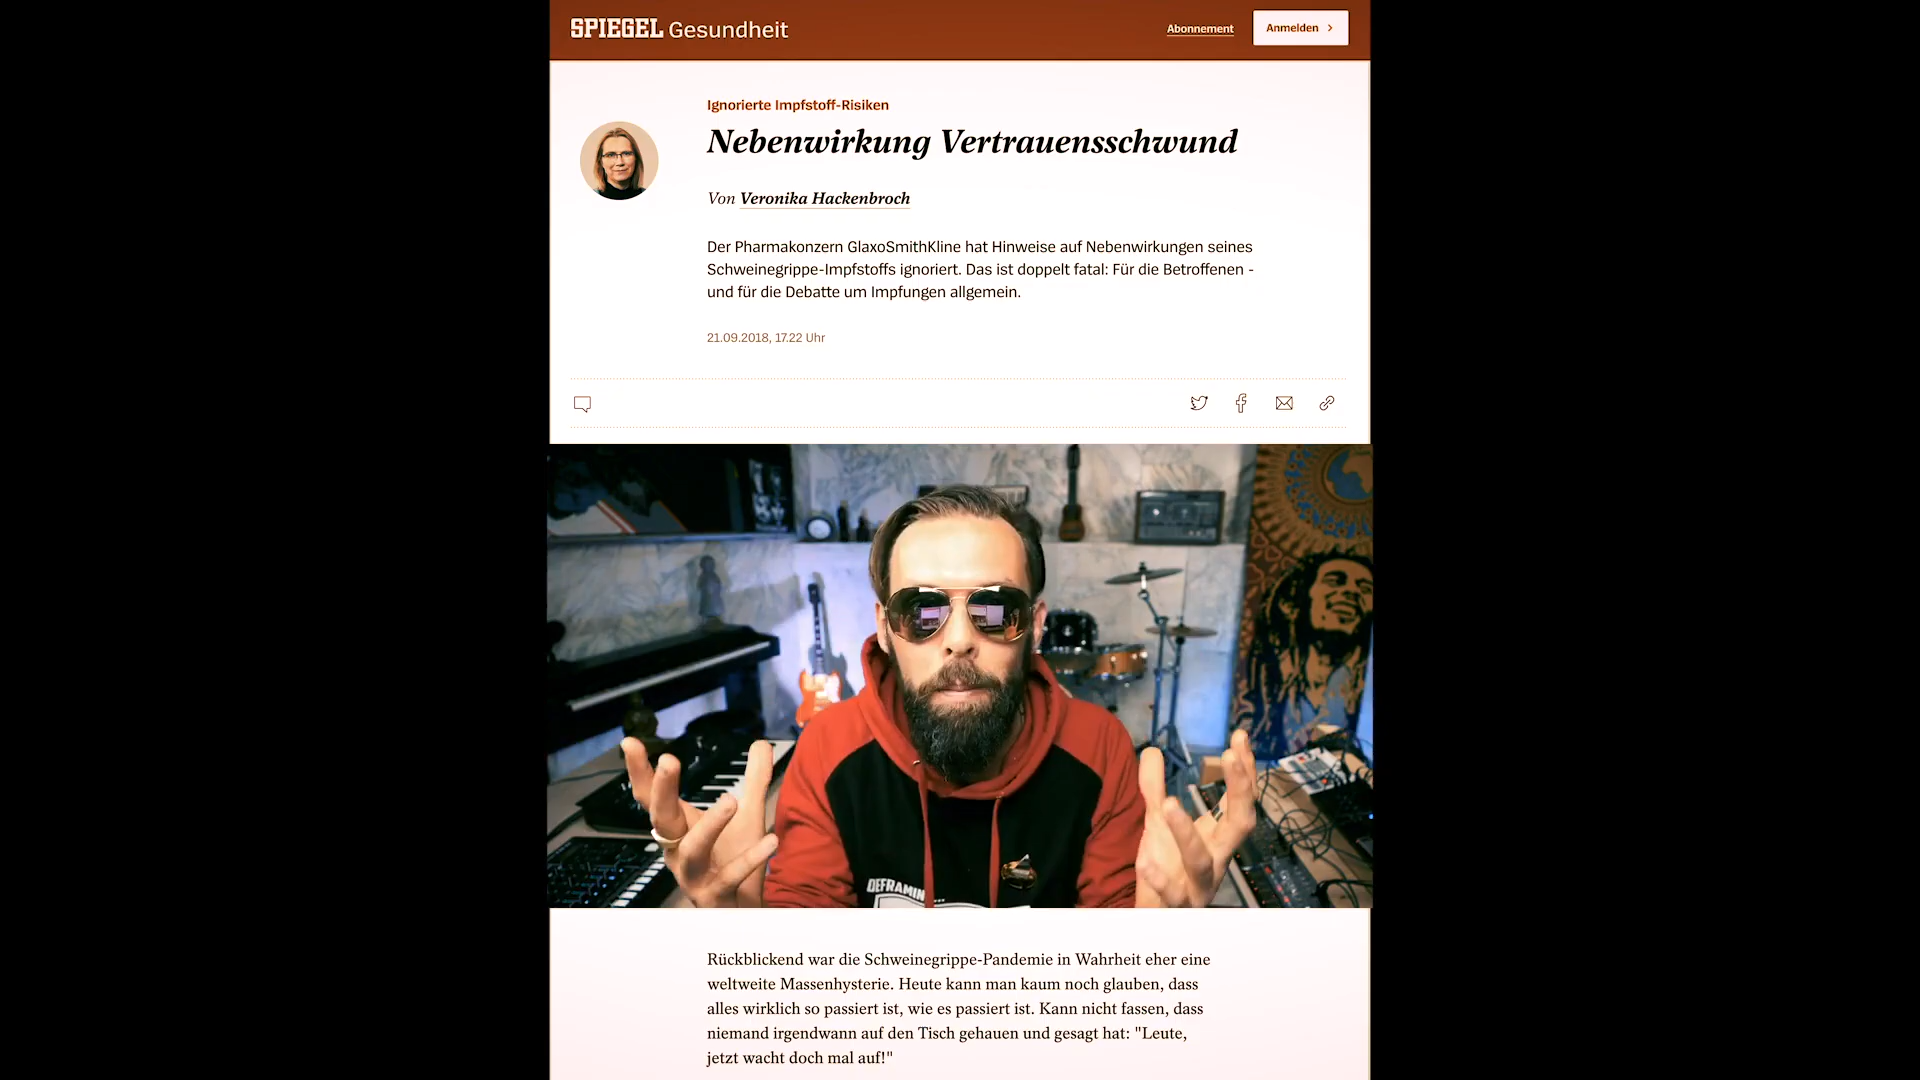 SPIEGEL Gesundheit
Abonnement
Anmelden
Ignorierte Impfstoff-Risiken
Nebenwirkung Vertrauensschwund
Von Veronika Hackenbroch
Der Pharmakonzern GlaxoSmithKline hat Hinweise auf Nebenwirkungen seines
Schweinegrippe-Impfstoffs ignoriert. Das ist doppelt fatal: Für die Betroffenen -
und für die Debatte um Impfungen allgemein.
21.09.2018, 17.22 Uhr
Rückblickend war die Schweinegrippe-Pandemie in Wahrheit eher eine
weltweite Massenhysterie. Heute kann man kaum noch glauben, dass
alles wirklich so passiert ist, wie es passiert ist. Kann nicht fassen, dass
niemand irgendwann auf den Tisch gehauen und gesagt hat: "Leute,
jetzt wacht doch mal auf!"